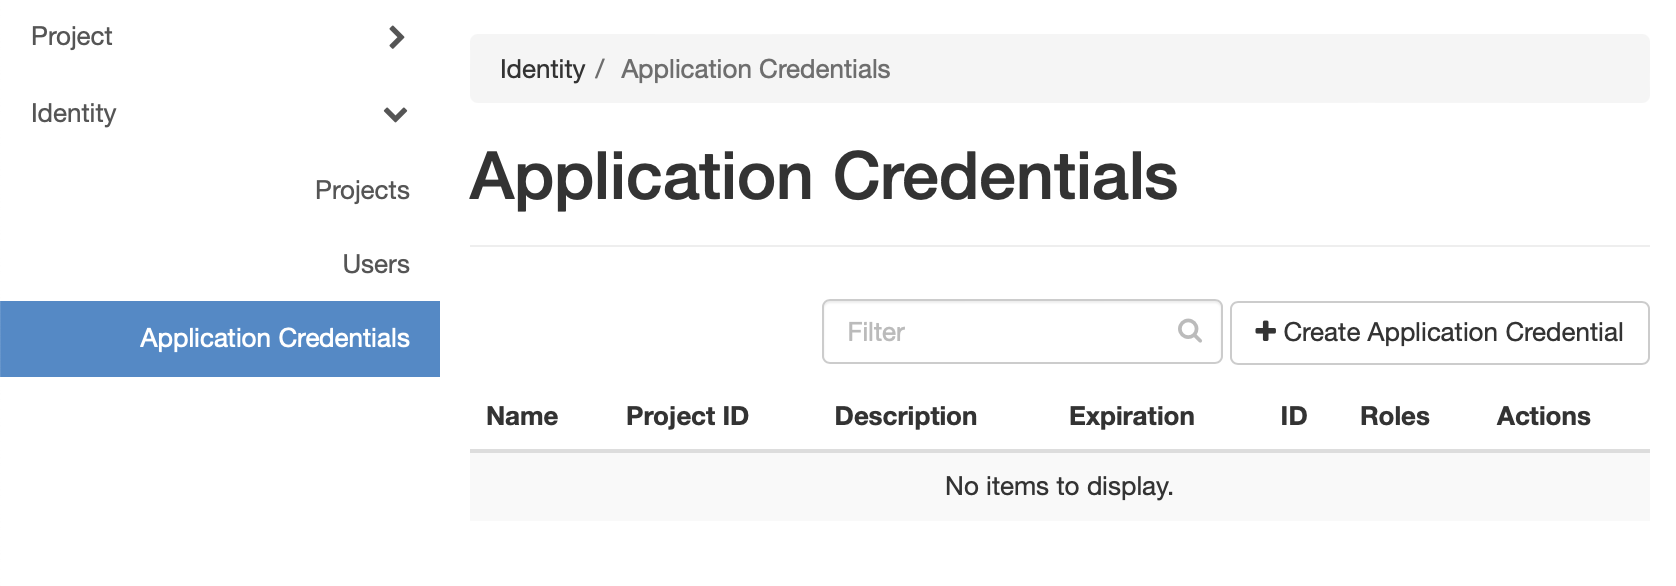 Project
Identity
Projects
Users
Application Credentials
Identity / Application Credentials
Application Credentials
Filter
Create Application Credential
Name Project ID Description Expiration ID Roles Actions
No items to display.